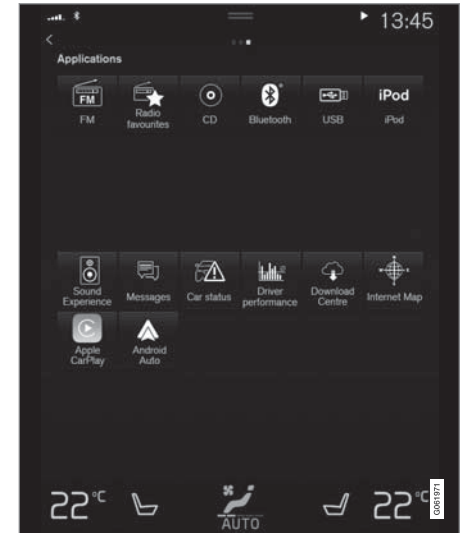 13:45
Applications
FM
iPod
FM
Radio favourites
CD
Bluetooth
USB
iPod
Sound Experience
Messages
Car status
Driver performance
Download Centre
Internet Map
Apple CarPlay
Android Auto
22°C
AUTO
22°C
G061971